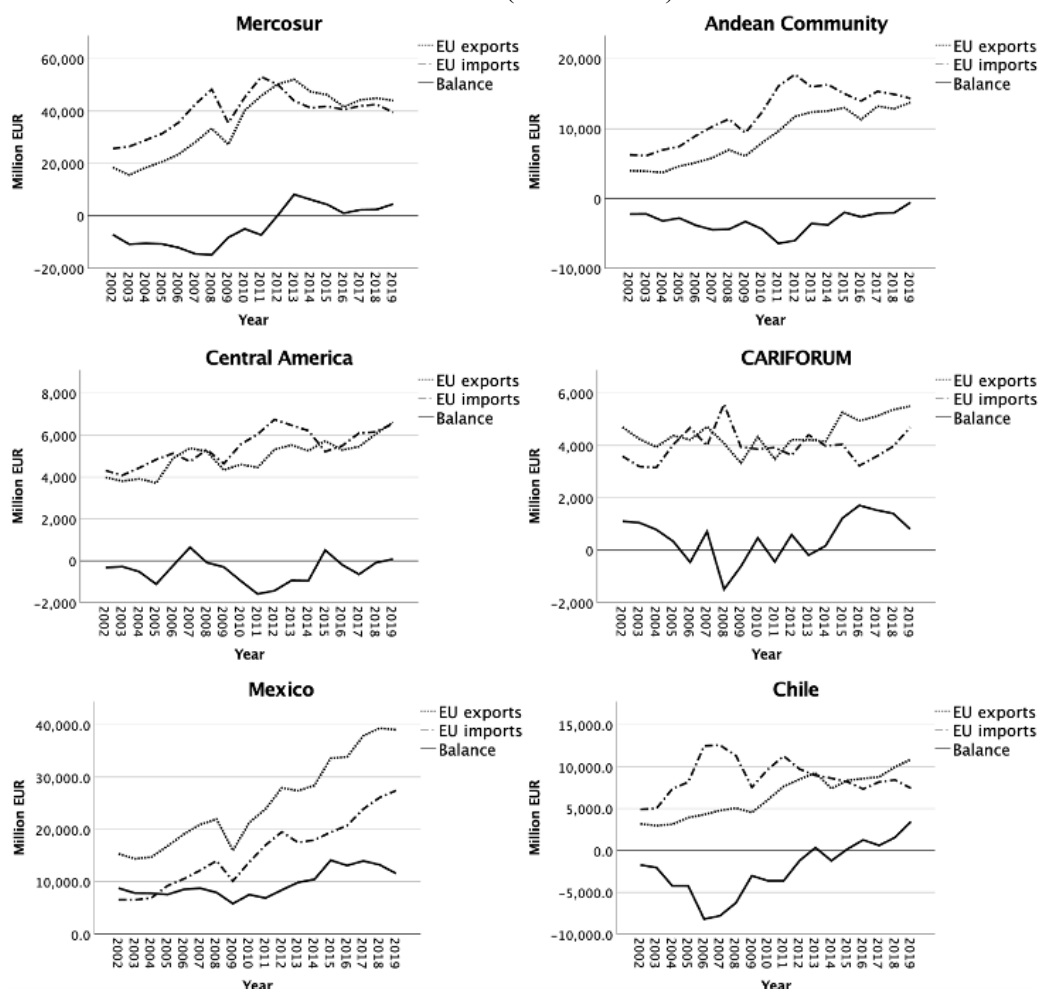 Mercosur
EU exports
EU imports
Balance
60,000
40,000
20,000
0
−20,000
Million EUR
2002 2003 2004 2005 2006 2007 2008 2009 2010 2011 2012 2013 2014 2015 2016 2017 2018 2019
Year
Andean Community
EU exports
EU imports
Balance
20,000
10,000
0
−10,000
Million EUR
2002 2003 2004 2005 2006 2007 2008 2009 2010 2011 2012 2013 2014 2015 2016 2017 2018 2019
Year
Central America
EU exports
EU imports
Balance
8,000
6,000
4,000
2,000
0
−2,000
Million EUR
2002 2003 2004 2005 2006 2007 2008 2009 2010 2011 2012 2013 2014 2015 2016 2017 2018 2019
Year
CARIFORUM
EU exports
EU imports
Balance
6,000
4,000
2,000
0
−2,000
Million EUR
2002 2003 2004 2005 2006 2007 2008 2009 2010 2011 2012 2013 2014 2015 2016 2017 2018 2019
Year
Mexico
EU exports
EU imports
Balance
40,000.0
30,000.0
20,000.0
10,000.0
0.0
Million EUR
2002 2003 2004 2005 2006 2007 2008 2009 2010 2011 2012 2013 2014 2015 2016 2017 2018 2019
Year
Chile
EU exports
EU imports
Balance
15,000.0
10,000.0
5,000.0
0.0
−5,000.0
−10,000.0
Million EUR
2002 2003 2004 2005 2006 2007 2008 2009 2010 2011 2012 2013 2014 2015 2016 2017 2018 2019
Year